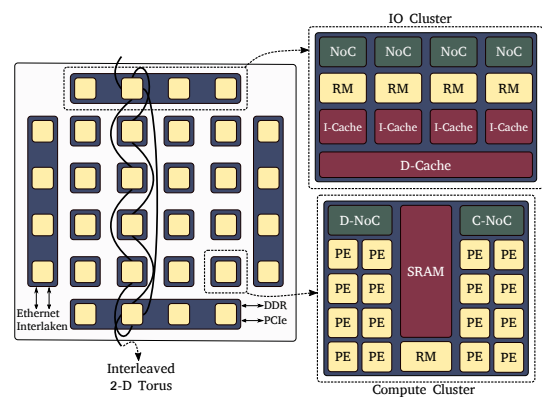 IO Cluster
NoC NoC NoC NoC
RM RM RM RM
I-Cache I-Cache I-Cache I-Cache
D-Cache
D-NoC C-NoC
SRAM
PE PE PE PE
PE PE PE PE
PE PE PE PE
PE PE RM PE PE
Compute Cluster
Ethernet
Interlaken
DDR
PCIe
Interleaved
2-D Torus